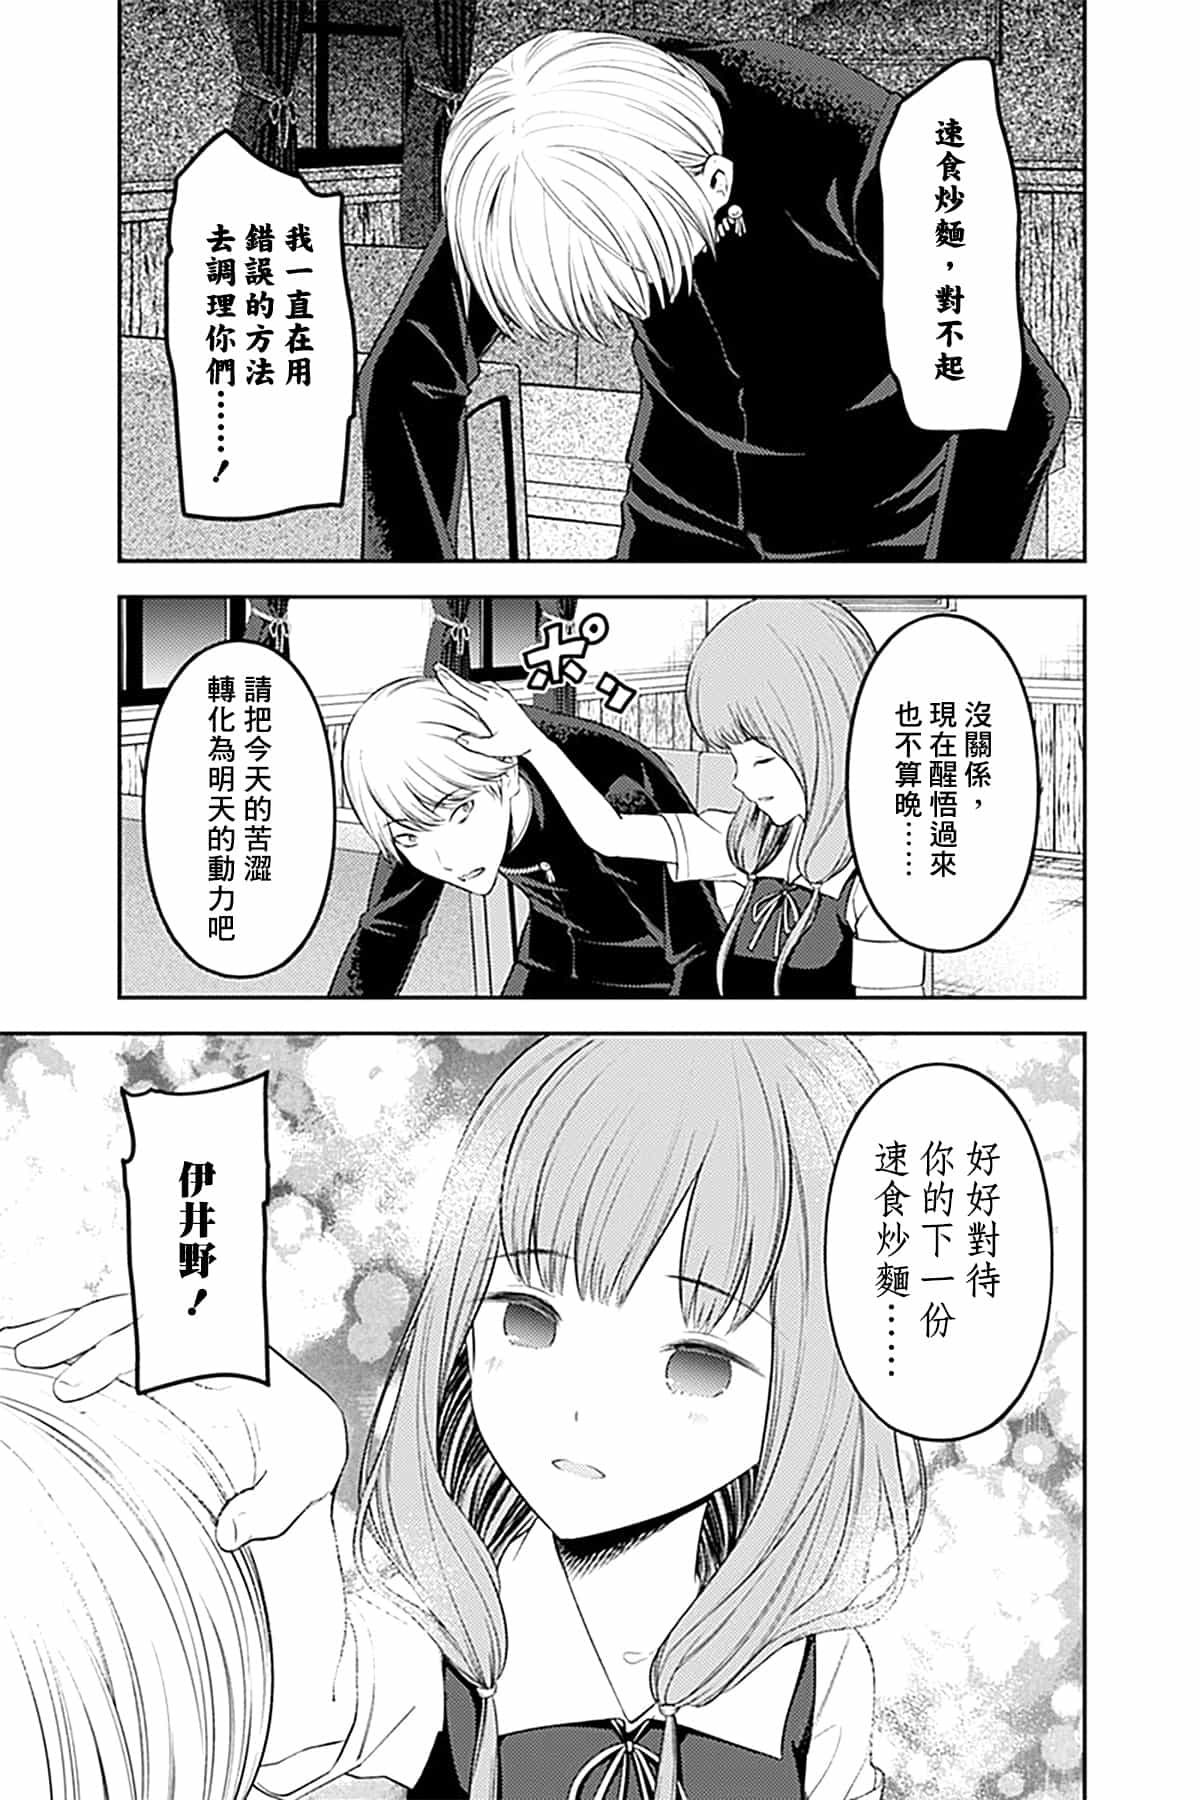 速食炒麵，對不起
我一直在用
錯誤的方法
去調理你們……！
沒關係，
現在醒悟過來
也不算晚……
ポンッ
請把今天的苦澀
轉化為明天的動力吧
好好對待
你的下一份
速食炒麵……
伊井野！